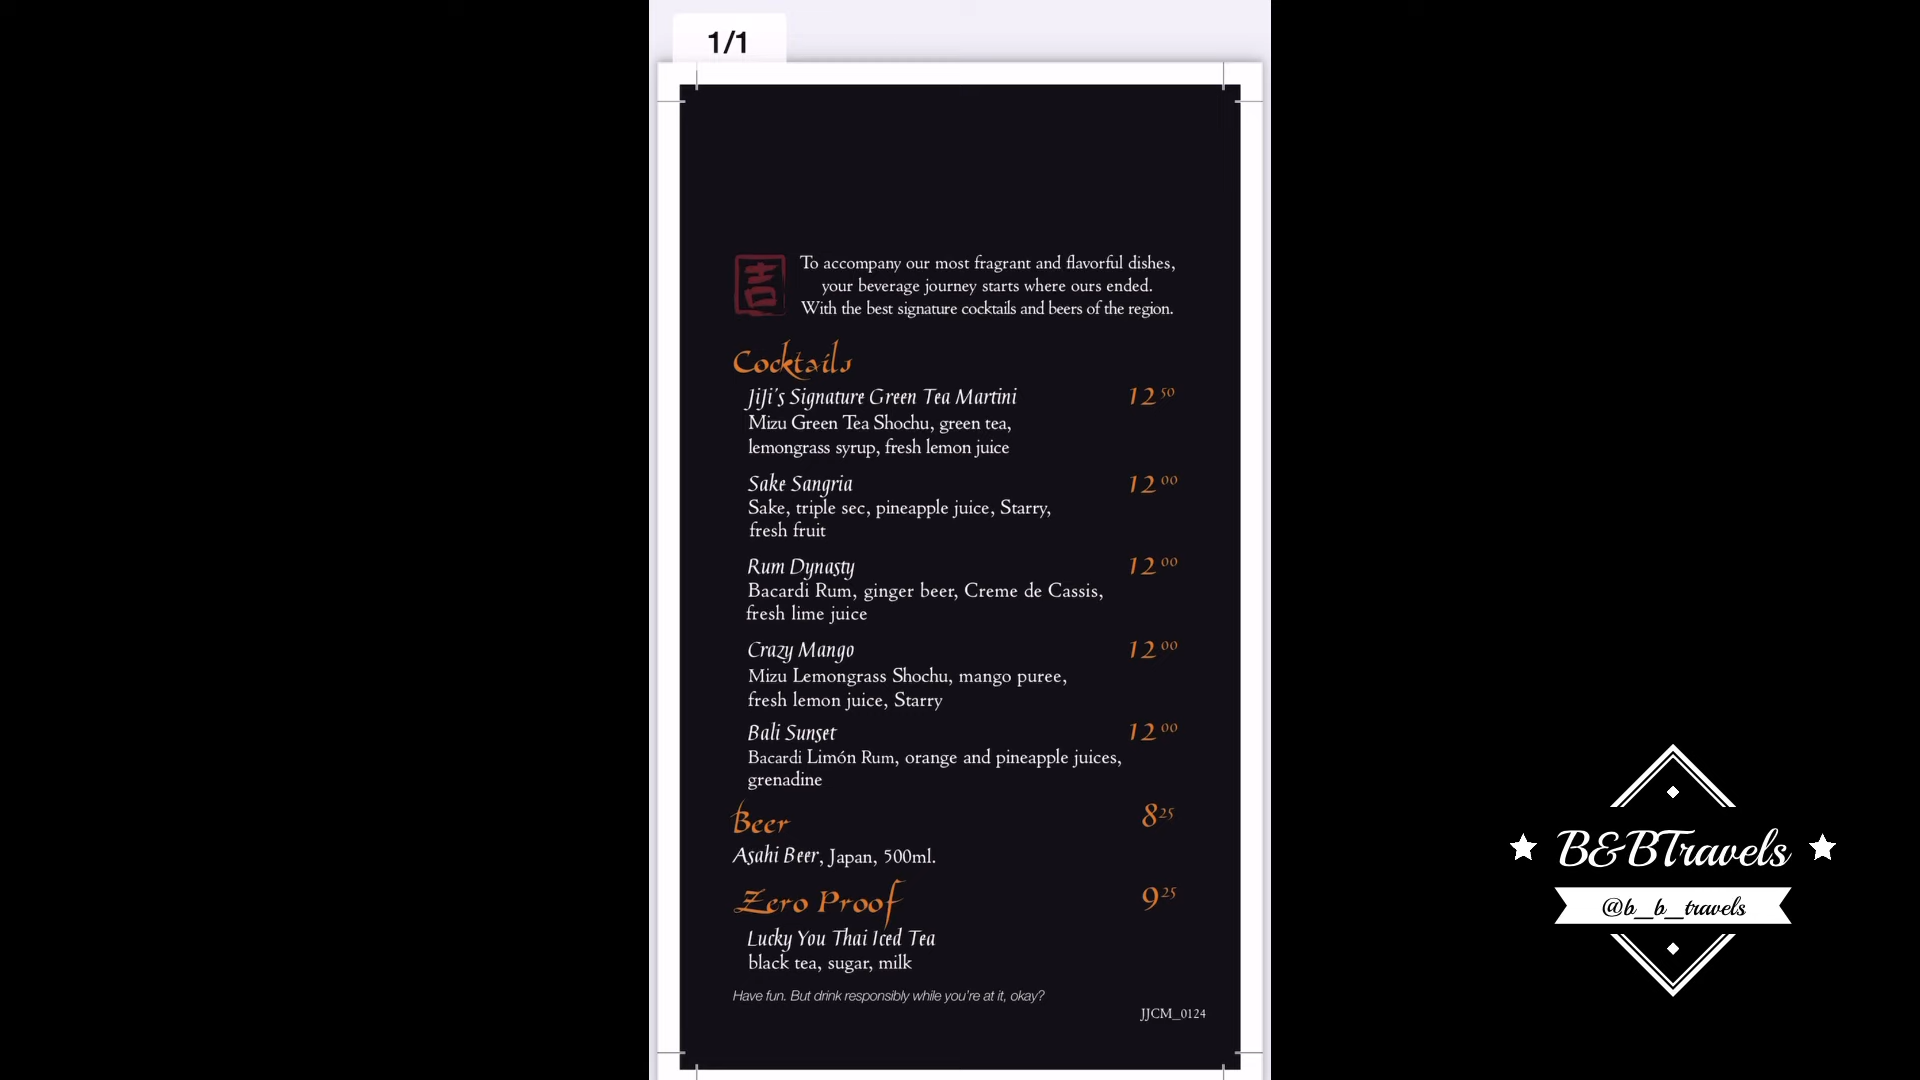 1/1
吉
To accompany our most fragrant and flavorful dishes,
your beverage journey starts where ours ended.
With the best signature cocktails and beers of the region.
Cocktails
JiJi's Signature Green Tea Martini 12 50
Mizu Green Tea Shochu, green tea,
lemongrass syrup, fresh lemon juice
Sake Sangria 12 00
Sake, triple sec, pineapple juice, Starry,
fresh fruit
Rum Dynasty 12 00
Bacardi Rum, ginger beer, Creme de Cassis,
fresh lime juice
Crazy Mango 12 00
Mizu Lemongrass Shochu, mango puree,
fresh lemon juice, Starry
Bali Sunset 12 00
Bacardi Limón Rum, orange and pineapple juices,
grenadine
Beer 8 25
Asahi Beer, Japan, 500ml.
Zero Proof 9 25
Lucky You Thai Iced Tea
black tea, sugar, milk
Have fun. But drink responsibly while you're at it, okay?
JJCM_0124
B&BTravels
@b_b_travels